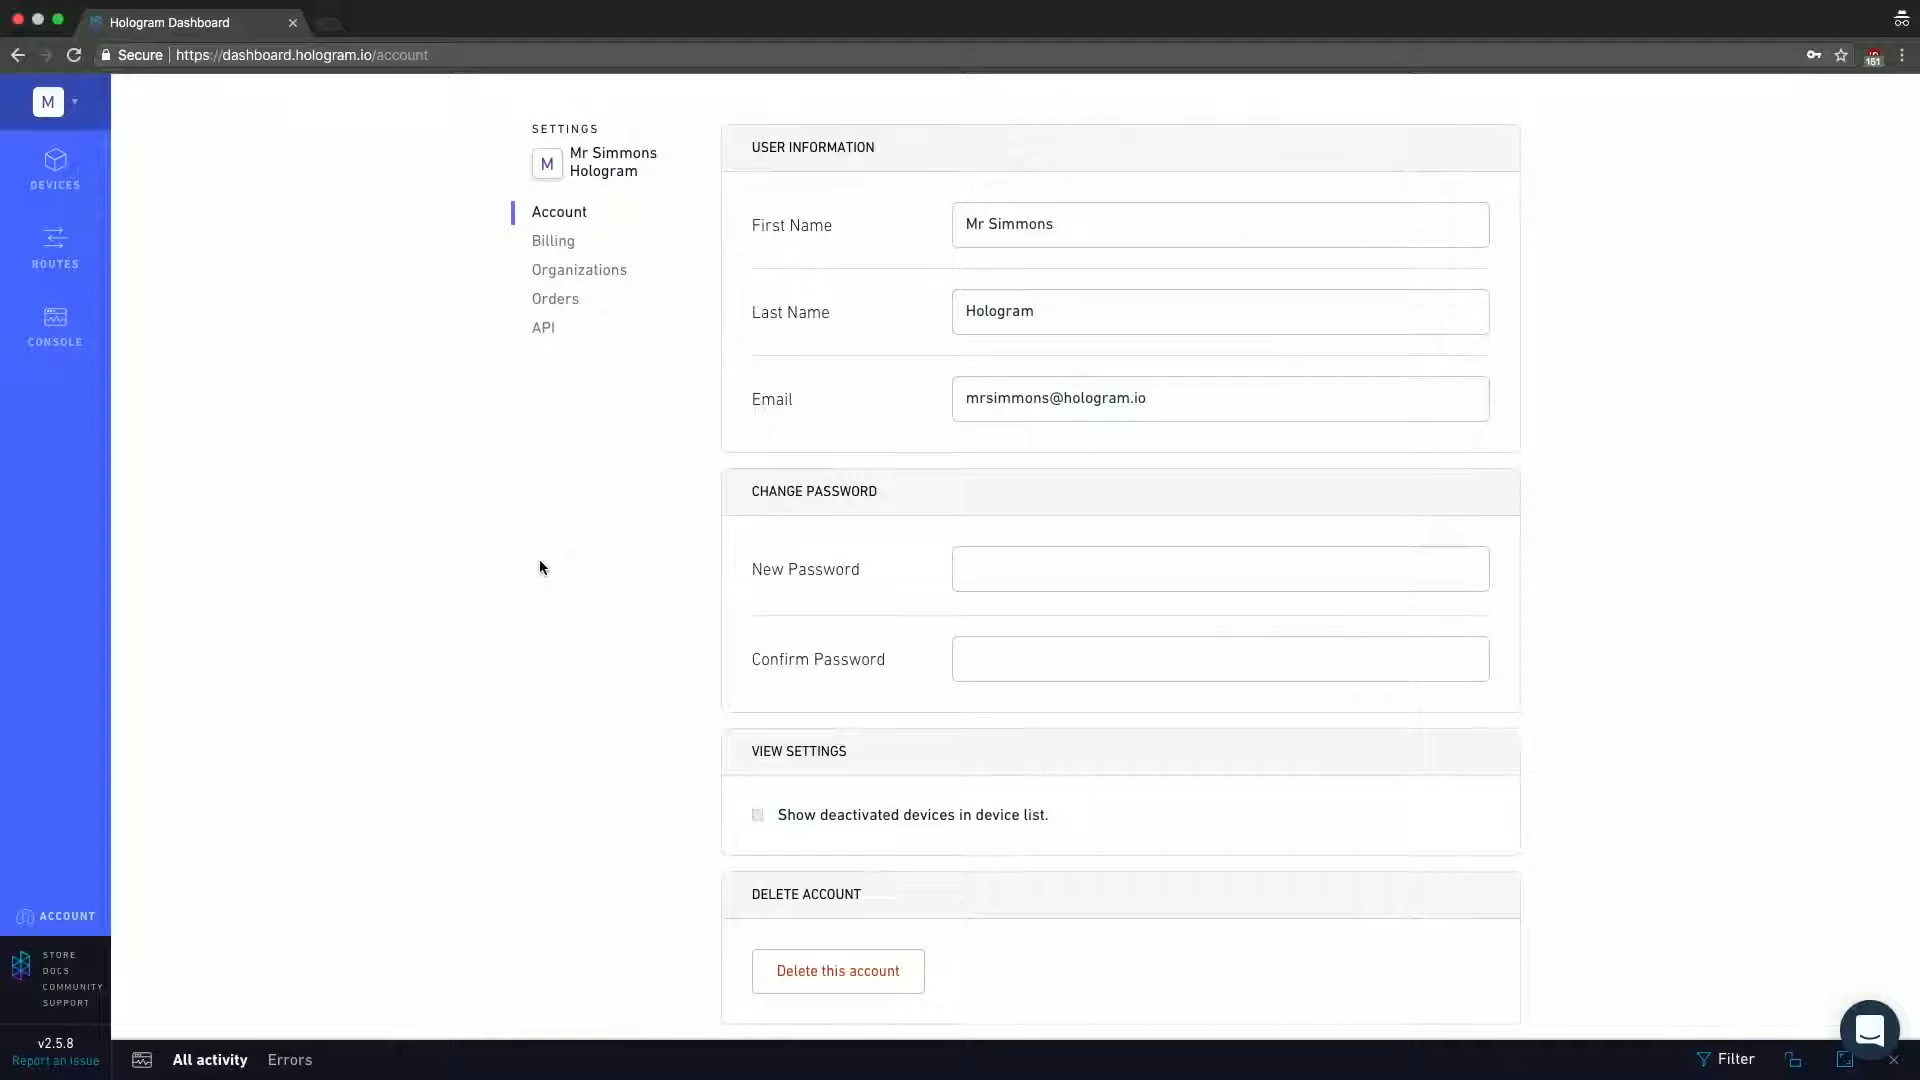 Hologram Dashboard
Secure https://dashboard.hologram.io/account
161
M
DEVICES
ROUTES
CONSOLE
ACCOUNT
STORE
DOCS
COMMUNITY
SUPPORT
v2.5.8
Report an issue
SETTINGS
M
Mr Simmons
Hologram
Account
Billing
Organizations
Orders
API
USER INFORMATION
First Name Mr Simmons
Last Name Hologram
Email mrsimmons@hologram.io
CHANGE PASSWORD
New Password
Confirm Password
VIEW SETTINGS
Show deactivated devices in device list.
DELETE ACCOUNT
Delete this account
All activity Errors Filter